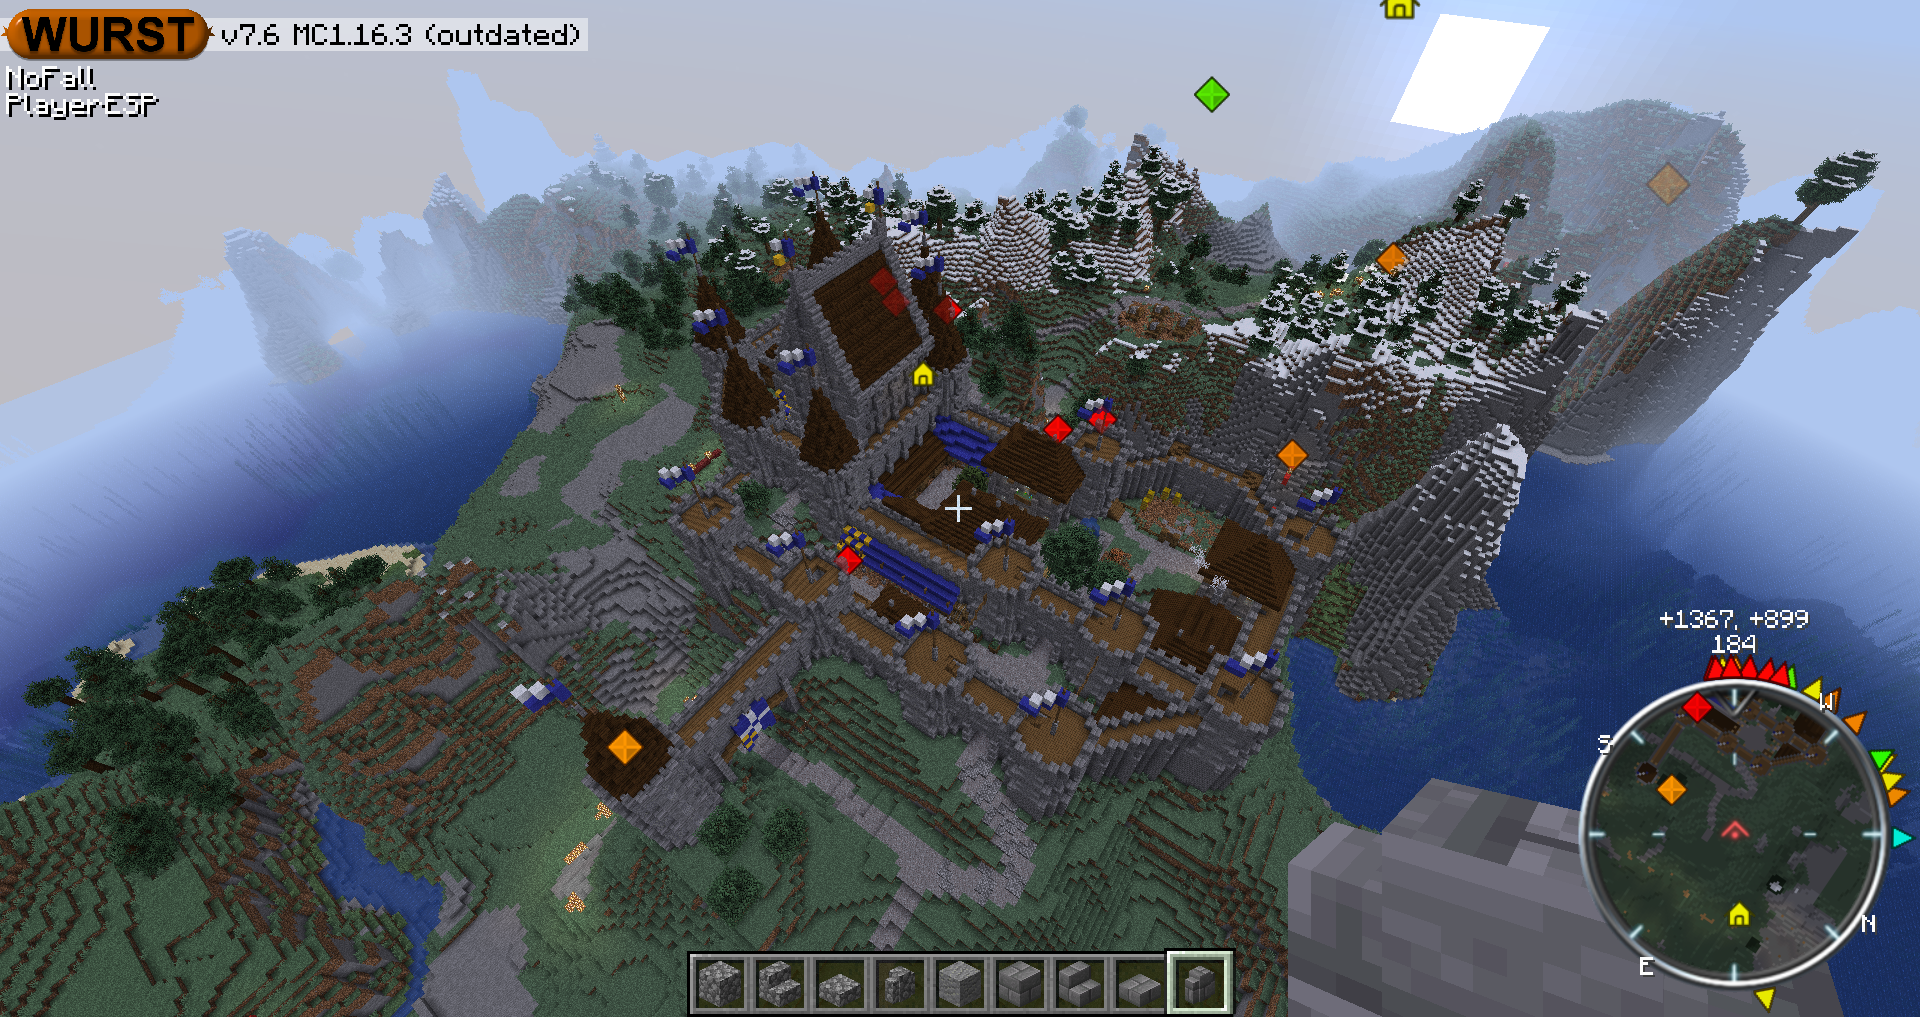 WURST v7.6 MC1.16.3 (outdated)
NoFall
PlayerESP
+1367, +899
184
W
S
N
E